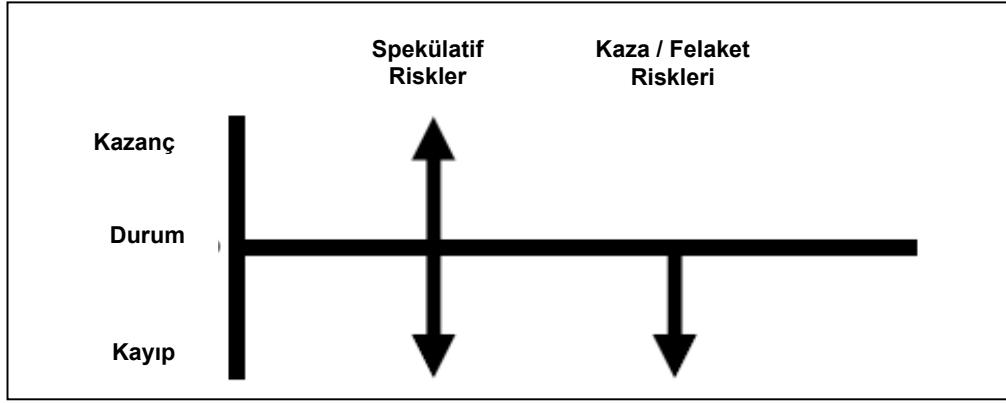 Spekülatif
Riskler
Kaza / Felaket
Riskleri
Kazanç
Durum
Kayıp